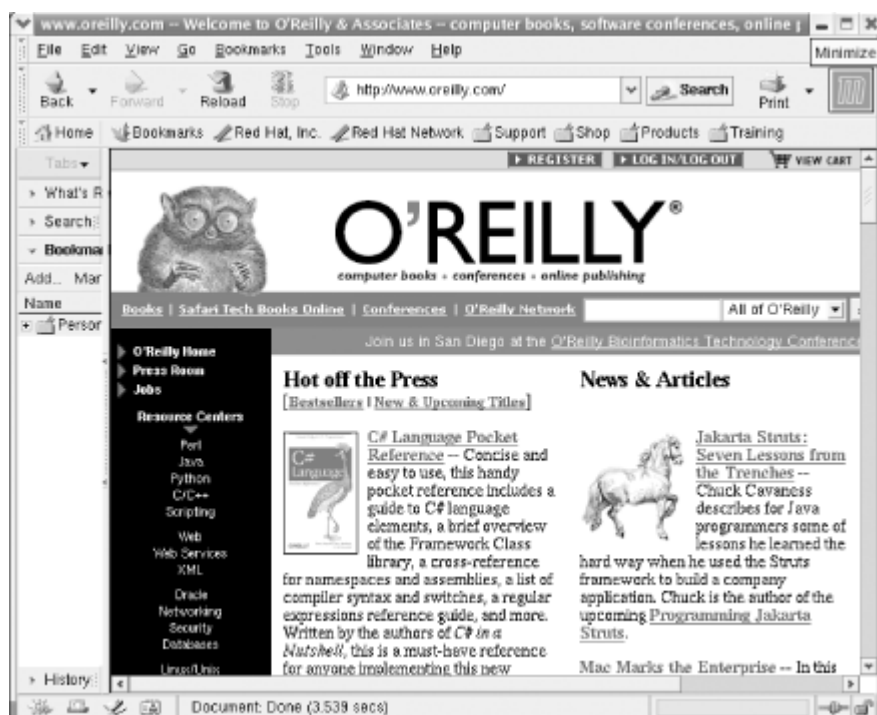 www.oreilly.com -- Welcome to O'Reilly & Associates -- computer books, software conferences, online p
File Edit View Go Bookmarks Tools Window Help
Minimize
Back Forward Reload Stop http://www.oreilly.com/ Search Print
Home Bookmarks Red Hat, Inc. Red Hat Network Support Shop Products Training
Tabs
What's R
Search
Bookma
Add... Mar
Name
Person
History
REGISTER LOG IN/LOG OUT VIEW CART
O'REILLY®
computer books • conferences • online publishing
Books | Safari Tech Books Online | Conferences | O'Reilly Network All of O'Reilly
Join us in San Diego at the O'Reilly Bioinformatics Technology Conference
O'Reilly Home
Press Room
Jobs
Resource Centers
Perl
Java
Python
C/C++
Scripting
Web
Web Services
XML
Oracle
Networking
Security
Databases
Linux/Unix
Hot off the Press
[Bestsellers | New & Upcoming Titles]
C#
Language
O'REILLY
C# Language Pocket
Reference -- Concise and
easy to use, this handy
pocket reference includes a
guide to C# language
elements, a brief overview
of the Framework Class
library, a cross-reference
for namespaces and assemblies, a list of
compiler syntax and switches, a regular
expressions reference guide, and more.
Written by the authors of C# in a
Nutshell, this is a must-have reference
for anyone implementing this new
News & Articles
Jakarta Struts:
Seven Lessons from
the Trenches --
Chuck Cavaness
describes for Java
programmers some of
lessons he learned the
hard way when he used the Struts
framework to build a company
application. Chuck is the author of the
upcoming Programming Jakarta
Struts.
Mac Marks the Enterprise -- In this
Document: Done (3.539 secs)